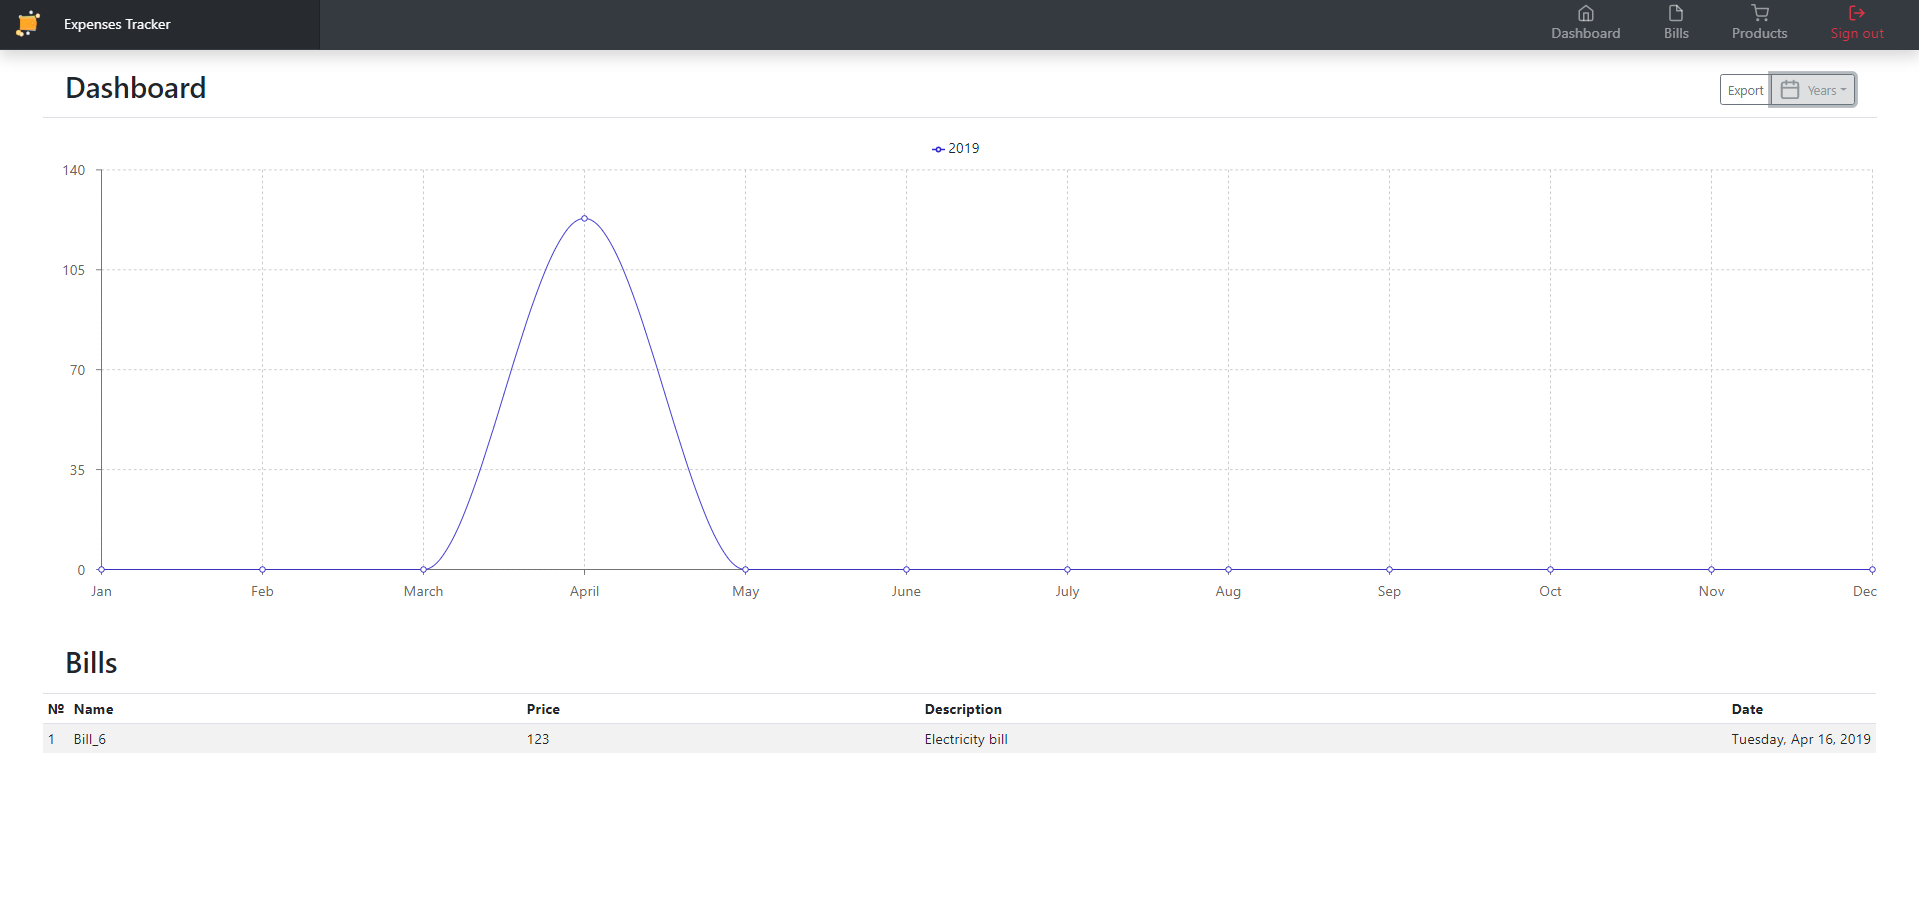 Expenses Tracker
Dashboard Bills Products Sign out
Dashboard
Export Years
2019
140
105
70
35
0
Jan Feb March April May June July Aug Sep Oct Nov Dec
Bills
№ Name Price Description Date
1 Bill_6 123 Electricity bill Tuesday, Apr 16, 2019